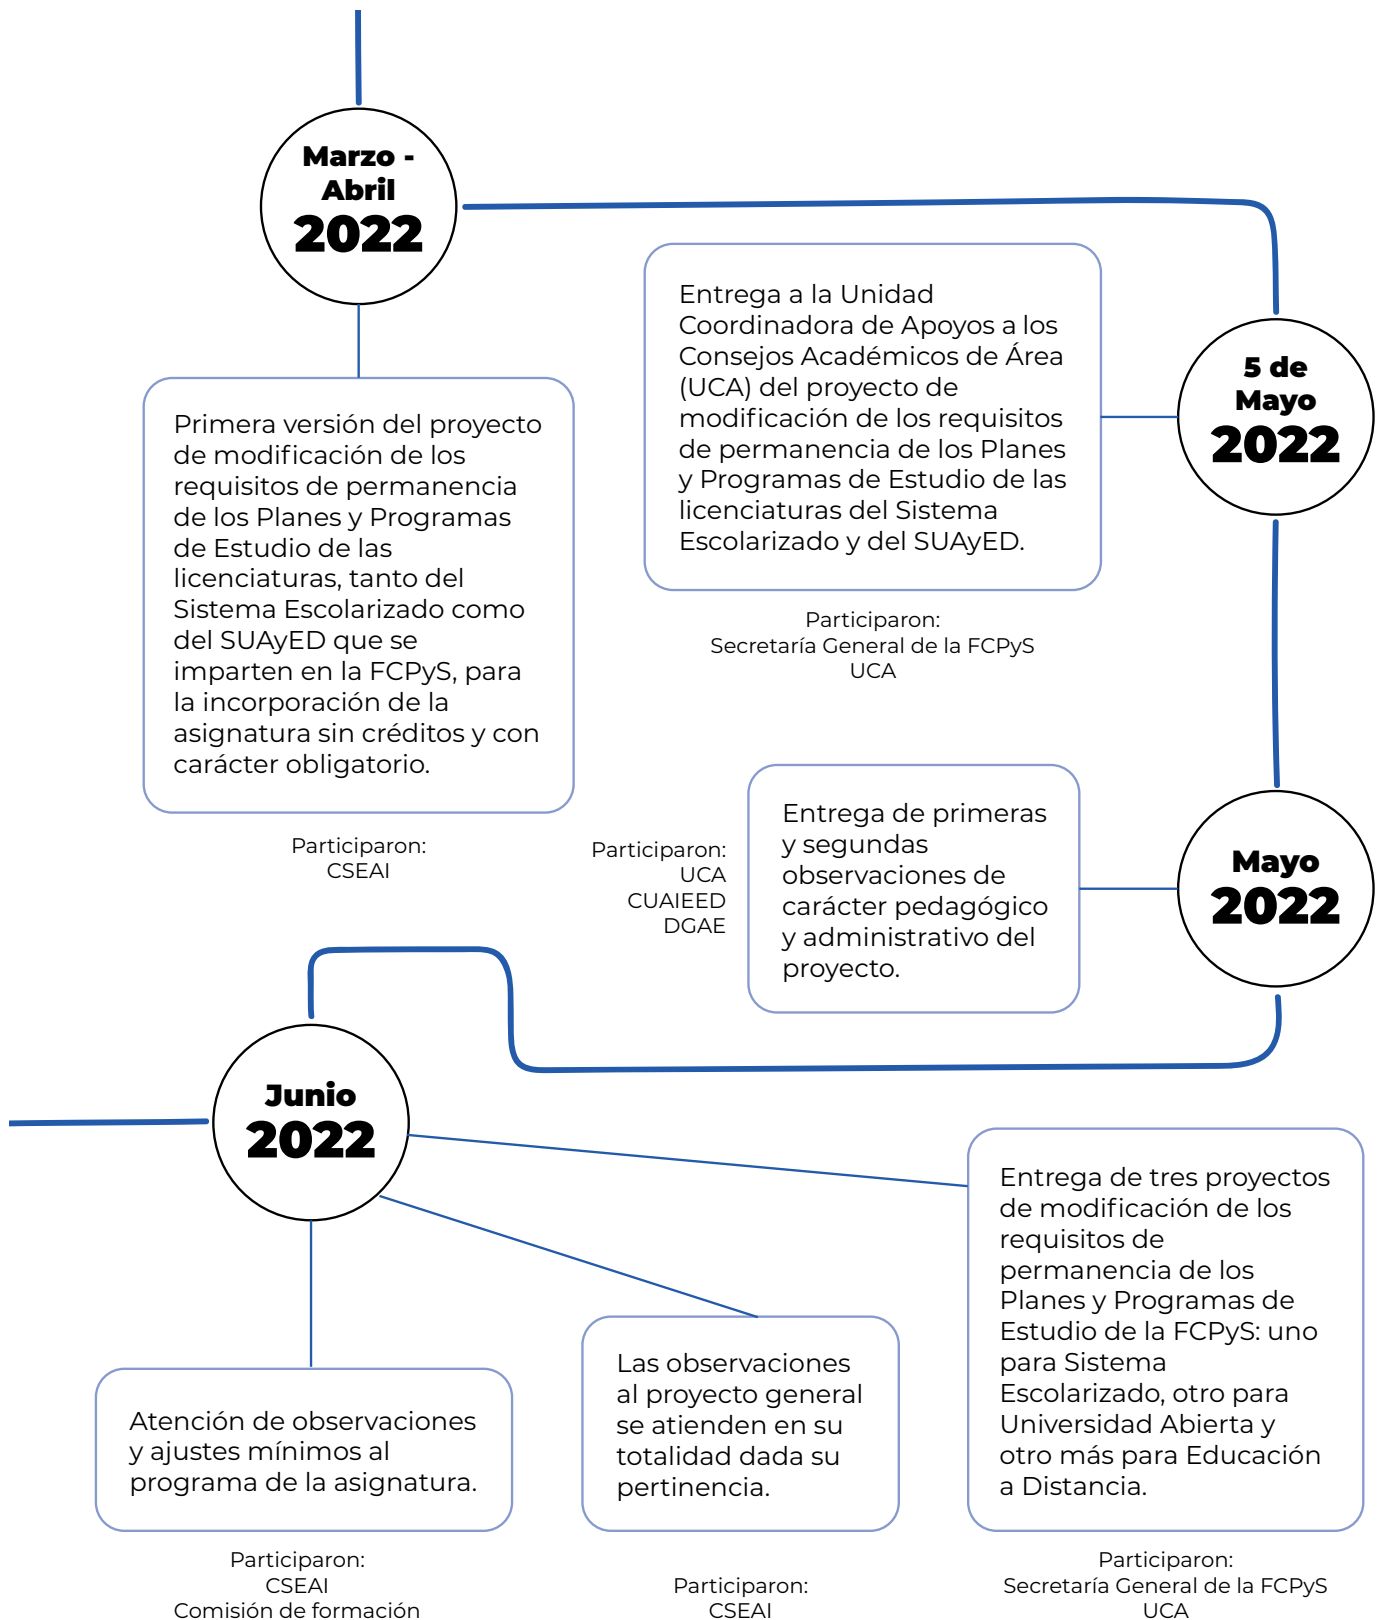 Marzo -
Abril
2022
Primera versión del proyecto
de modificación de los
requisitos de permanencia
de los Planes y Programas
de Estudio de las
licenciaturas, tanto del
Sistema Escolarizado como
del SUAyED que se
imparten en la FCPyS, para
la incorporación de la
asignatura sin créditos y con
carácter obligatorio.
Participaron:
CSEAI
5 de
Mayo
2022
Entrega a la Unidad
Coordinadora de Apoyos a los
Consejos Académicos de Área
(UCA) del proyecto de
modificación de los requisitos
de permanencia de los Planes
y Programas de Estudio de las
licenciaturas del Sistema
Escolarizado y del SUAyED.
Participaron:
Secretaría General de la FCPyS
UCA
Mayo
2022
Entrega de primeras
y segundas
observaciones de
carácter pedagógico
y administrativo del
proyecto.
Participaron:
UCA
CUAIEED
DGAE
Junio
2022
Atención de observaciones
y ajustes mínimos al
programa de la asignatura.
Participaron:
CSEAI
Comisión de formación
Las observaciones
al proyecto general
se atienden en su
totalidad dada su
pertinencia.
Participaron:
CSEAI
Entrega de tres proyectos
de modificación de los
requisitos de
permanencia de los
Planes y Programas de
Estudio de la FCPyS: uno
para Sistema
Escolarizado, otro para
Universidad Abierta y
otro más para Educación
a Distancia.
Participaron:
Secretaría General de la FCPyS
UCA